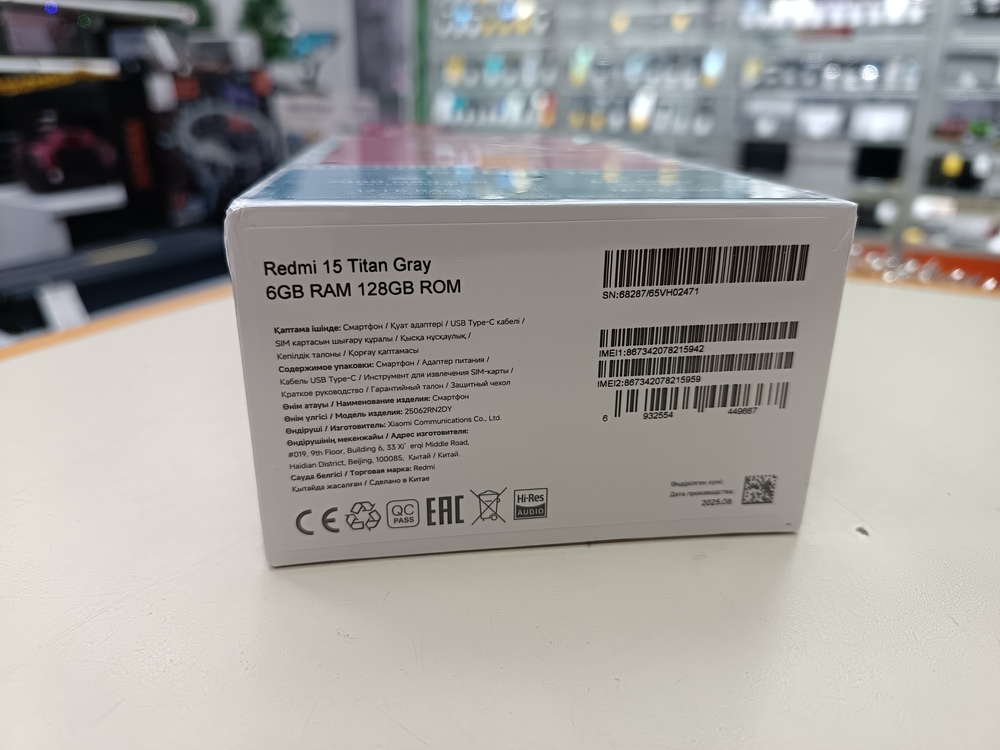 Redmi 15 Titan Gray
6GB RAM 128GB ROM
Қаптама ішінде: Смартфон / Қуат адаптері / USB Type-C кабелі /
SIM картасын шығару құралы / Қысқа нұсқаулық /
Кепілдік талоны / Қорғау қаптамасы
Содержимое упаковки: Смартфон / Адаптер питания /
Кабель USB Type-C / Инструмент для извлечения SIM-карты /
Краткое руководство / Гарантийный талон / Защитный чехол
Өнім атауы / Наименование изделия: Смартфон
Өнім үлгісі / Модель изделия: 25062RN2DY
Өндіруші / Изготовитель: Xiaomi Communications Co., Ltd.
Өндірушінің мекенжайы / Адрес изготовителя:
#019, 9th Floor, Building 6, 33 Xi'erqi Middle Road,
Haidian District, Beijing, 100085, Қытай / Китай.
Сауда белгісі / Торговая марка: Redmi
Қытайда жасалған / Сделано в Китае
CE
QC
PASS
EAC
Hi-Res
AUDIO
SN:68287/65VH02471
IMEI1:867342078215942
IMEI2:867342078215959
6 932554 449667
Өндірілген күні:
Дата производства:
2025.08